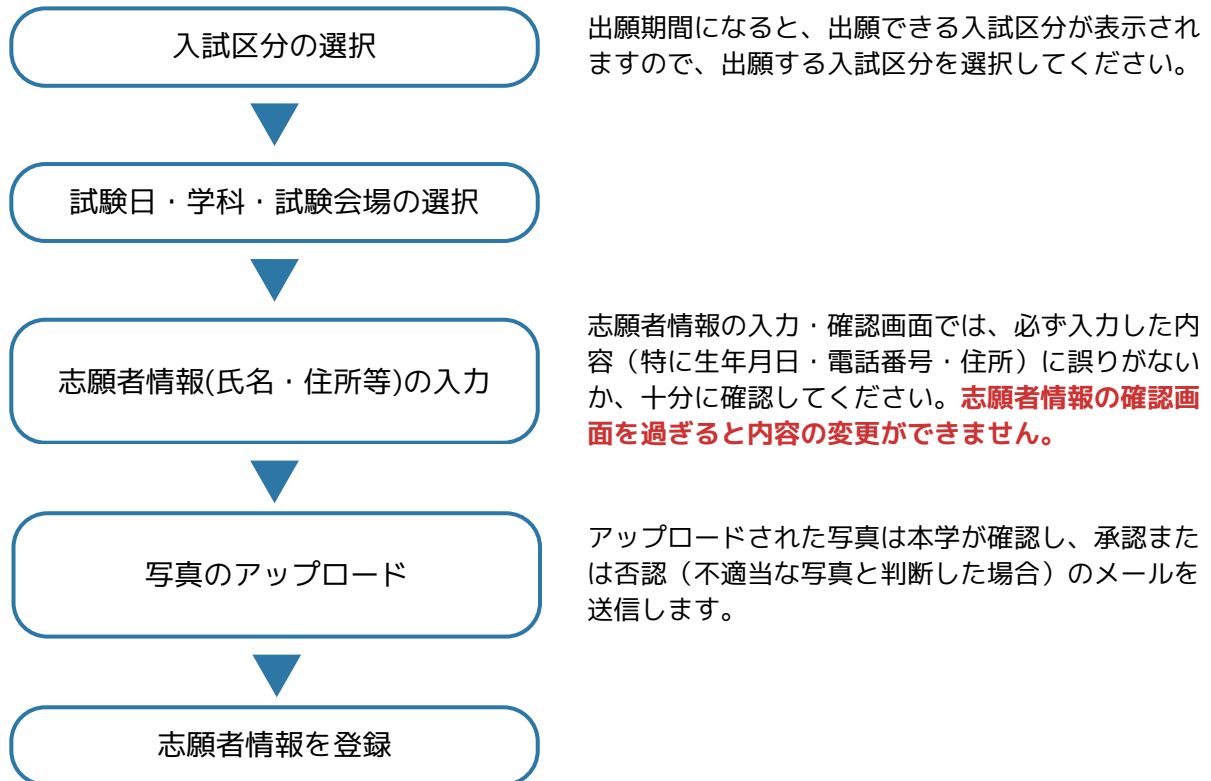 入試区分の選択
出願期間になると、出願できる入試区分が表示され
ますので、出願する入試区分を選択してください。
試験日・学科・試験会場の選択
志願者情報(氏名・住所等)の入力
志願者情報の入力・確認画面では、必ず入力した内
容（特に生年月日・電話番号・住所）に誤りがない
か、十分に確認してください。志願者情報の確認画
面を過ぎると内容の変更ができません。
写真のアップロード
アップロードされた写真は本学が確認し、承認また
は否認（不適当な写真と判断した場合）のメールを
送信します。
志願者情報を登録